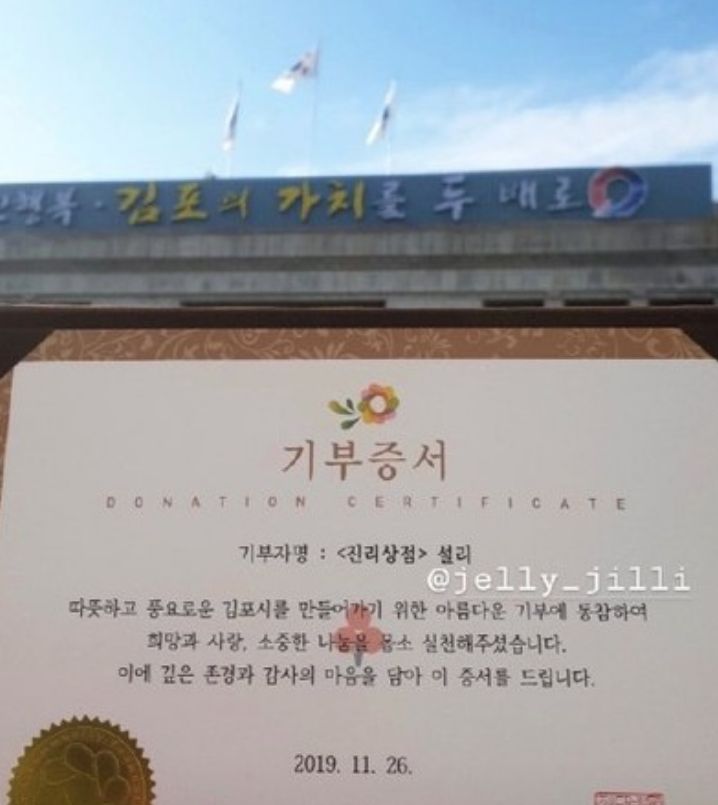 행복 · 김포의 가치를 두 배로
기부증서
DONATION CERTIFICATE
기부자명 : <진리상점> 설리
@jelly_jilli
따뜻하고 풍요로운 김포시를 만들어가기 위한 아름다운 기부에 동참하여
희망과 사랑, 소중한 나눔을 몸소 실천해주셨습니다.
이에 깊은 존경과 감사의 마음을 담아 이 증서를 드립니다.
2019. 11. 26.